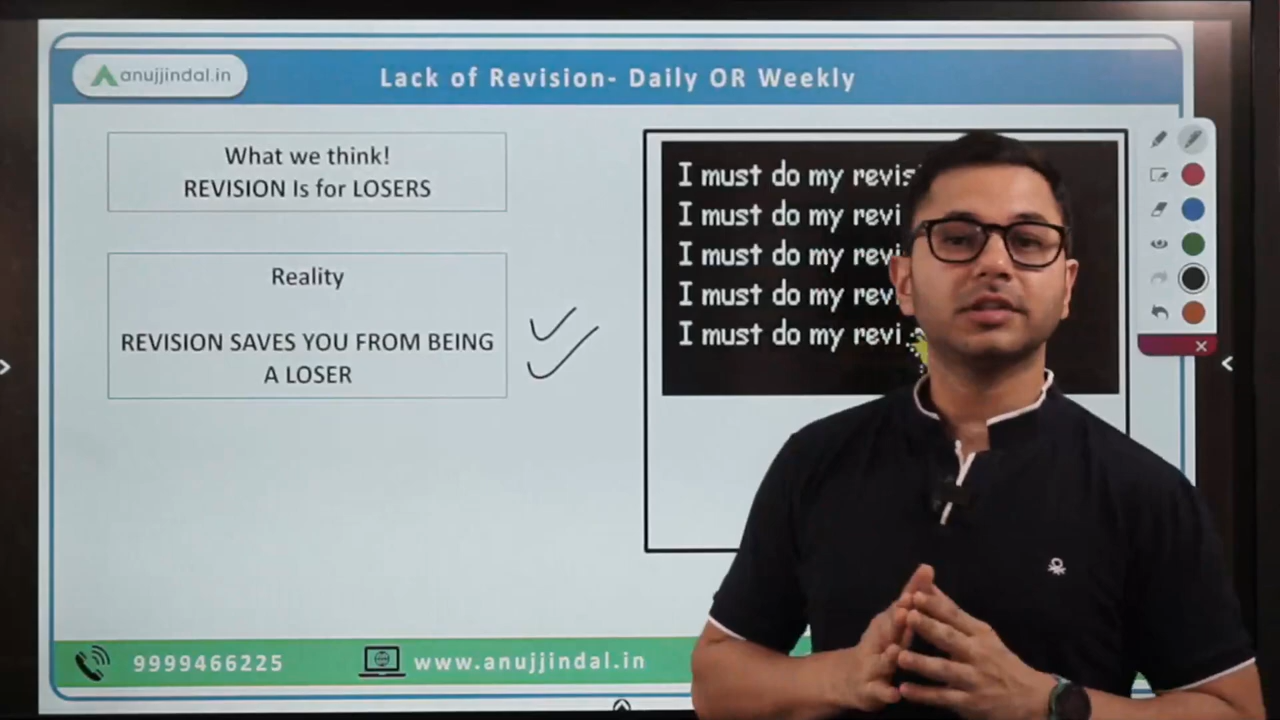 anujjindal.in
Lack of Revision- Daily OR Weekly
What we think!
REVISION Is for LOSERS
Reality
REVISION SAVES YOU FROM BEING
A LOSER
I must do my revis
I must do my revi
I must do my revi
I must do my rev
I must do my revi
9999466225
www.anujjindal.in